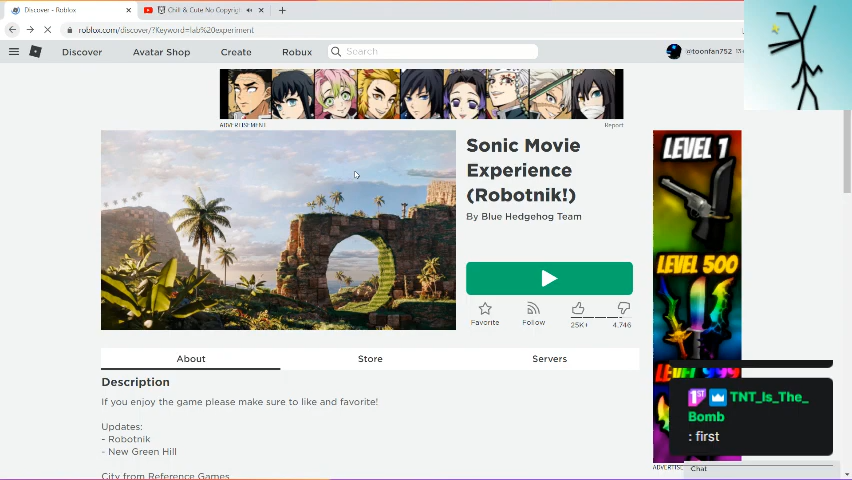 Discover - Roblox
Chill & Cute No Copyrigh
roblox.com/discover/?Keyword=lab%20experiment
Discover
Avatar Shop
Create
Robux
Search
@toonfan752
ADVERTISEMENT
Report
Sonic Movie
Experience
(Robotnik!)
By Blue Hedgehog Team
Favorite
Follow
25K+
4,746
About
Store
Servers
Description
If you enjoy the game please make sure to like and favorite!
Updates:
- Robotnik
- New Green Hill
City from Reference Games
LEVEL 1
LEVEL 500
ADVERTISE
TNT_Is_The_
Bomb
: first
Chat